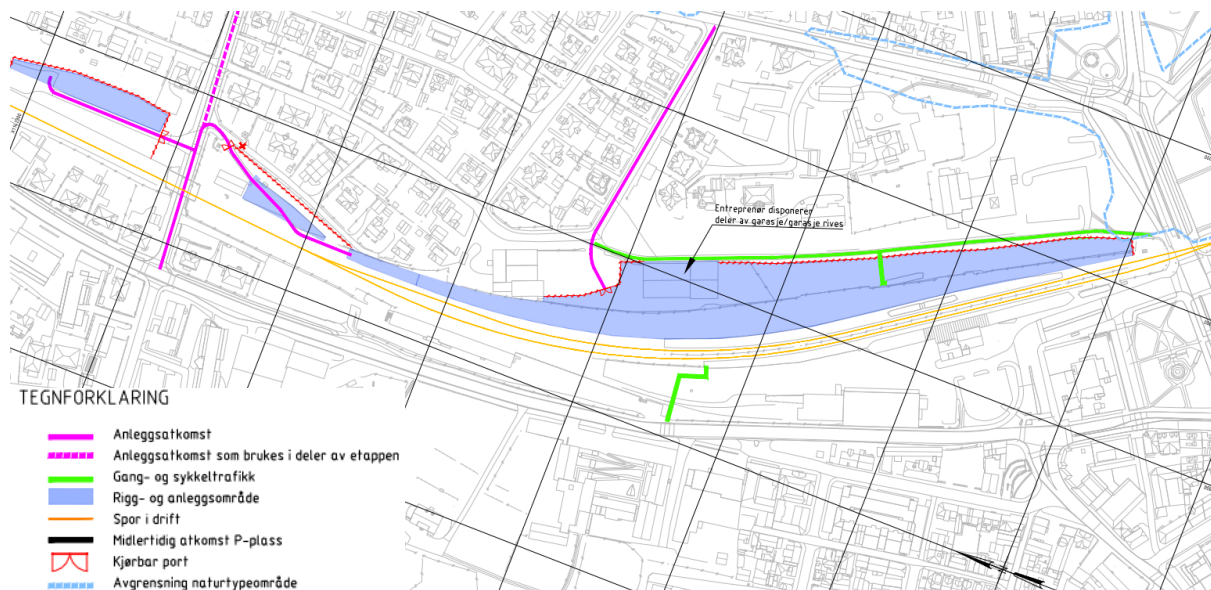 Entreprenør disponerer
deler av garasje/garasje rives
TEGNFORKLARING
Anleggsatkomst
Anleggsatkomst som brukes i deler av etappen
Gang- og sykkeltrafikk
Rigg- og anleggsområde
Spor i drift
Midlertidig atkomst P-plass
Kjørbar port
Avgrensning naturtypeområde